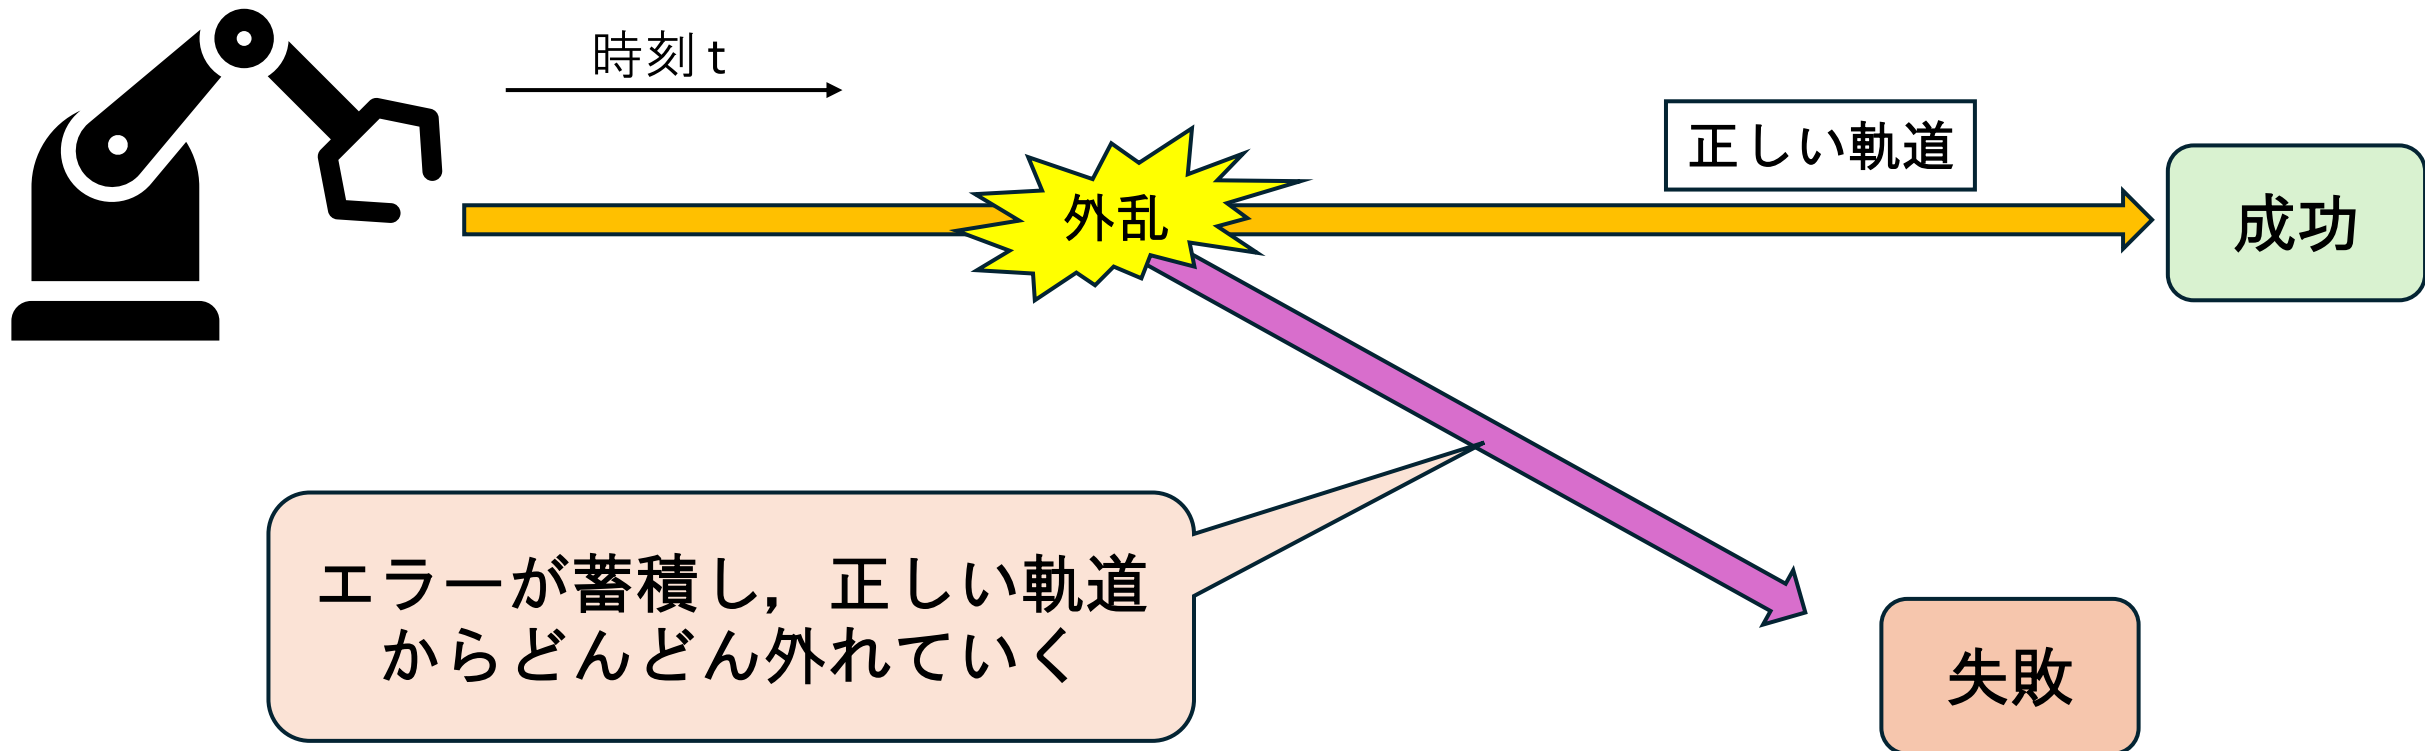 時刻 t
正しい軌道
外乱
成功
エラーが蓄積し，正しい軌道
からどんどん外れていく
失敗